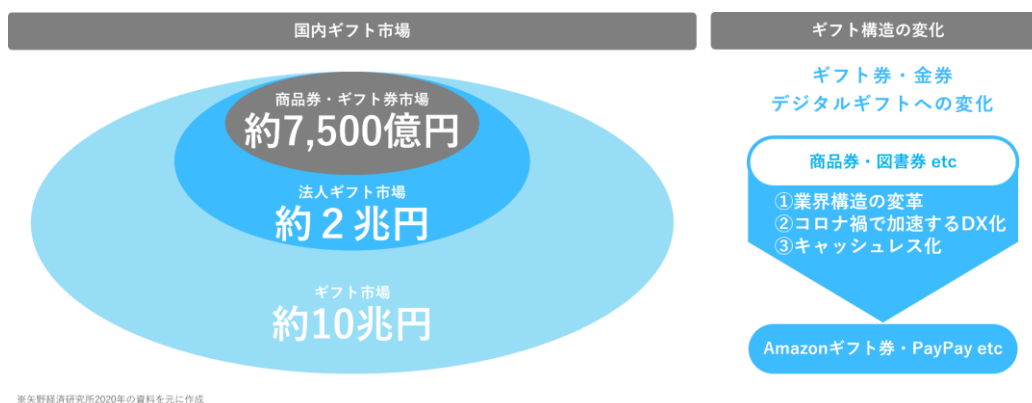 国内ギフト市場
商品券・ギフト券市場
約7,500億円
法人ギフト市場
約２兆円
ギフト市場
約10兆円
※矢野経済研究所2020年の資料を元に作成
ギフト構造の変化
ギフト券・金券
デジタルギフトへの変化
商品券・図書券 etc
①業界構造の変革
②コロナ禍で加速するDX化
③キャッシュレス化
Amazonギフト券・PayPay etc